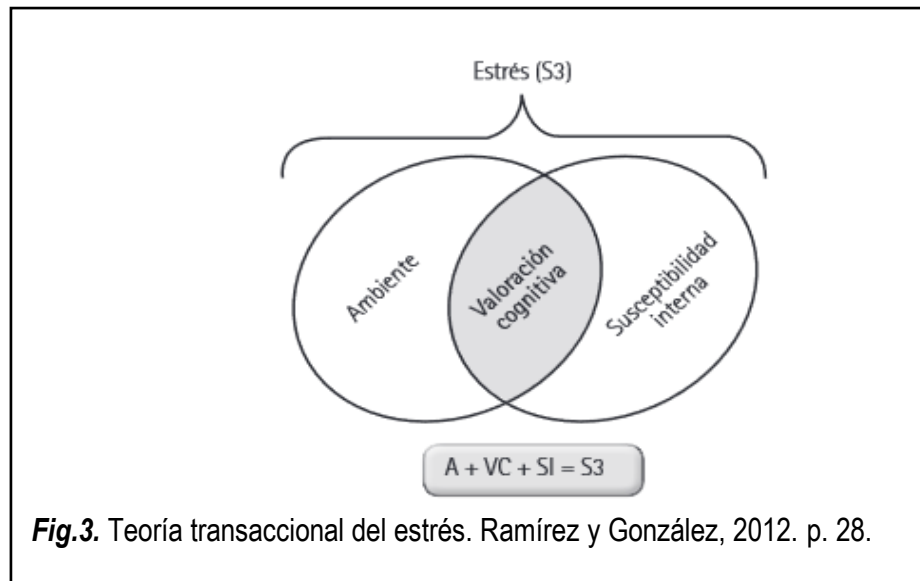 Estrés (S3)
Ambiente
Valoración
cognitiva
Susceptibilidad
interna
A + VC + SI = S3
Fig.3. Teoría transaccional del estrés. Ramírez y González, 2012. p. 28.